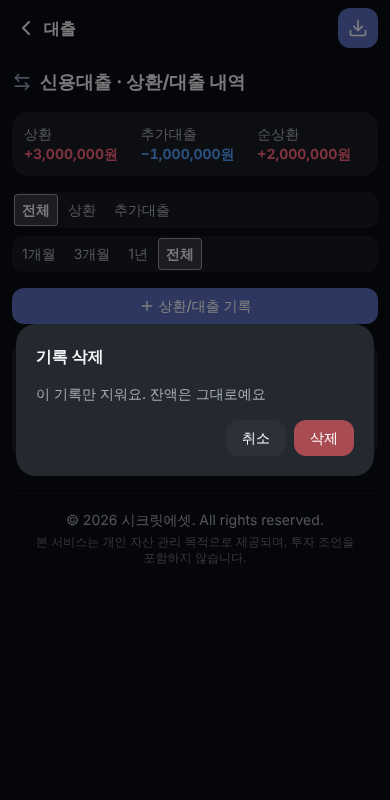 대출
신용대출 · 상환/대출 내역
상환 추가대출 순상환
+3,000,000원 −1,000,000원 +2,000,000원
전체 상환 추가대출
1개월 3개월 1년 전체
+ 상환/대출 기록
기록 삭제
이 기록만 지워요. 잔액은 그대로예요
취소 삭제
© 2026 시크릿에셋. All rights reserved.
본 서비스는 개인 자산 관리 목적으로 제공되며, 투자 조언을
포함하지 않습니다.